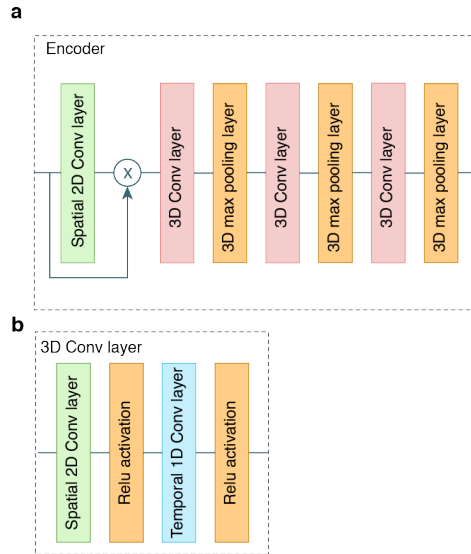 a
Encoder
Spatial 2D Conv layer
X
3D Conv layer
3D max pooling layer
3D Conv layer
3D max pooling layer
3D Conv layer
3D max pooling layer
b
3D Conv layer
Spatial 2D Conv layer
Relu activation
Temporal 1D Conv layer
Relu activation